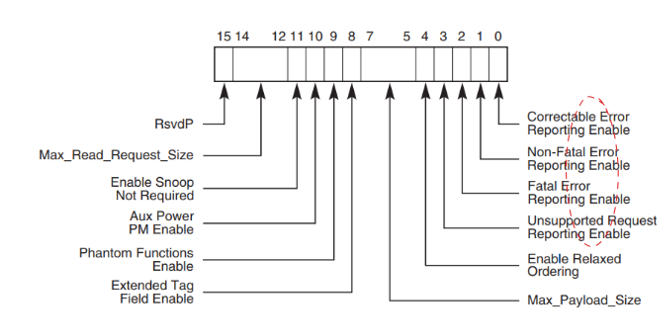 15 14 12 11 10 9 8 7 5 4 3 2 1 0
RsvdP
Max_Read_Request_Size
Enable Snoop
Not Required
Aux Power
PM Enable
Phantom Functions
Enable
Extended Tag
Field Enable
Correctable Error
Reporting Enable
Non-Fatal Error
Reporting Enable
Fatal Error
Reporting Enable
Unsupported Request
Reporting Enable
Enable Relaxed
Ordering
Max_Payload_Size